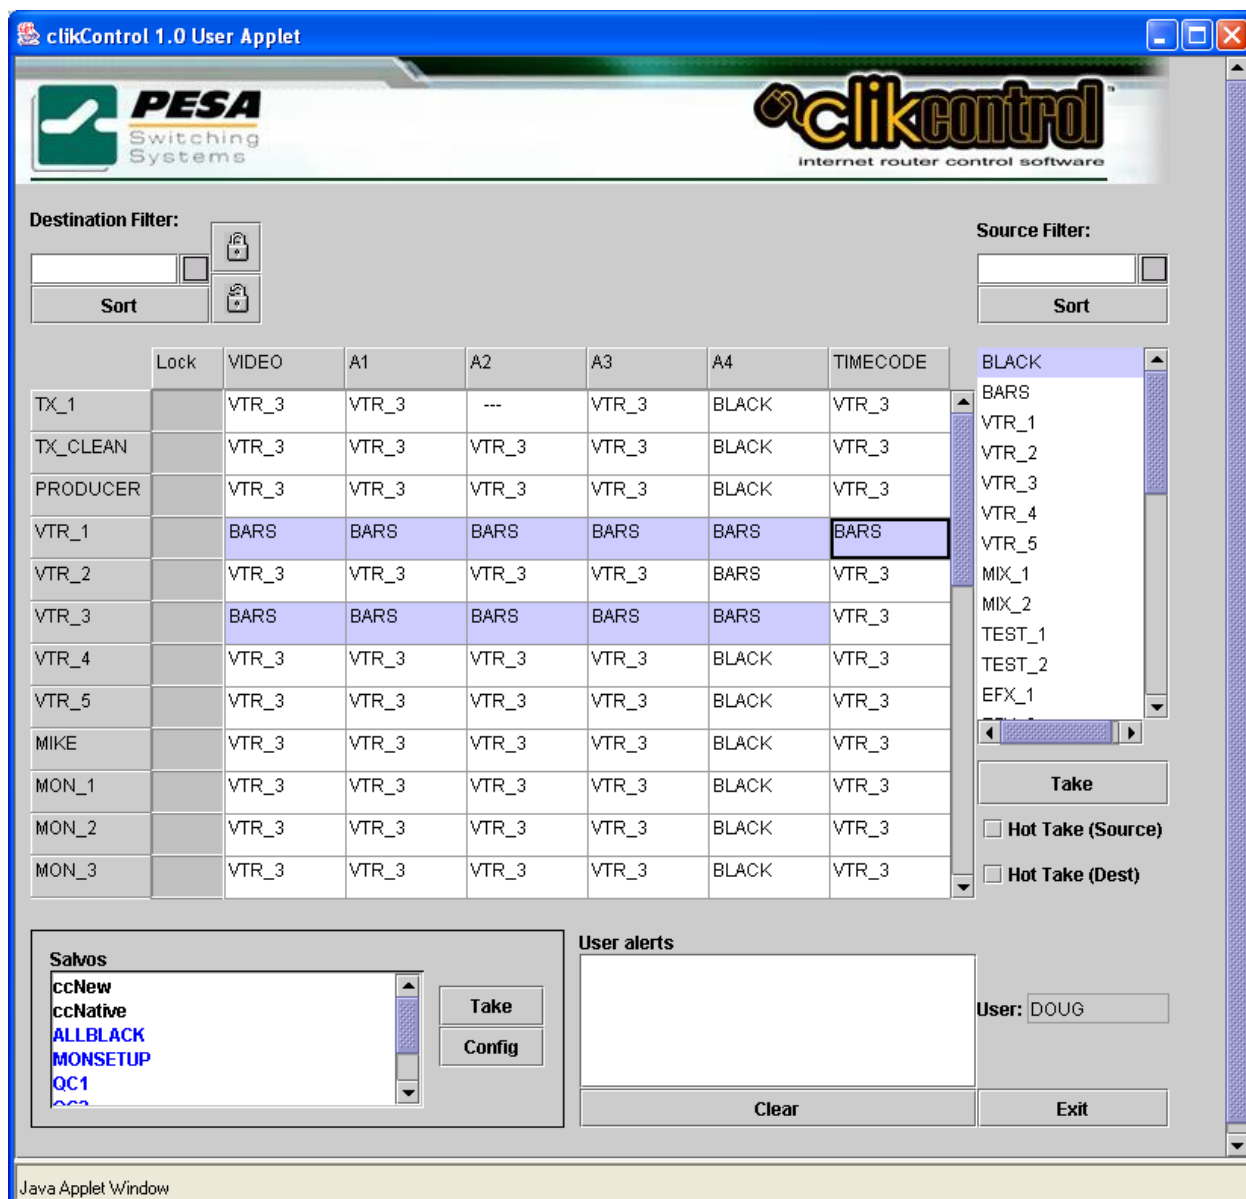 clikControl 1.0 User Applet
PESA
Switching
Systems
clikcontrol™
internet router control software
Destination Filter:
Source Filter:
Sort
Sort
Lock VIDEO A1 A2 A3 A4 TIMECODE
TX_1 VTR_3 VTR_3 --- VTR_3 BLACK VTR_3
TX_CLEAN VTR_3 VTR_3 VTR_3 VTR_3 BLACK VTR_3
PRODUCER VTR_3 VTR_3 VTR_3 VTR_3 BLACK VTR_3
VTR_1 BARS BARS BARS BARS BARS BARS
VTR_2 VTR_3 VTR_3 VTR_3 VTR_3 BARS VTR_3
VTR_3 BARS BARS BARS BARS BARS VTR_3
VTR_4 VTR_3 VTR_3 VTR_3 VTR_3 BLACK VTR_3
VTR_5 VTR_3 VTR_3 VTR_3 VTR_3 BLACK VTR_3
MIKE VTR_3 VTR_3 VTR_3 VTR_3 BLACK VTR_3
MON_1 VTR_3 VTR_3 VTR_3 VTR_3 BLACK VTR_3
MON_2 VTR_3 VTR_3 VTR_3 VTR_3 BLACK VTR_3
MON_3 VTR_3 VTR_3 VTR_3 VTR_3 BLACK VTR_3
BLACK
BARS
VTR_1
VTR_2
VTR_3
VTR_4
VTR_5
MIX_1
MIX_2
TEST_1
TEST_2
EFX_1
Take
Hot Take (Source)
Hot Take (Dest)
Salvos
ccNew
ccNative
ALLBLACK
MONSETUP
QC1
Take
Config
User alerts
Clear
User: DOUG
Exit
Java Applet Window